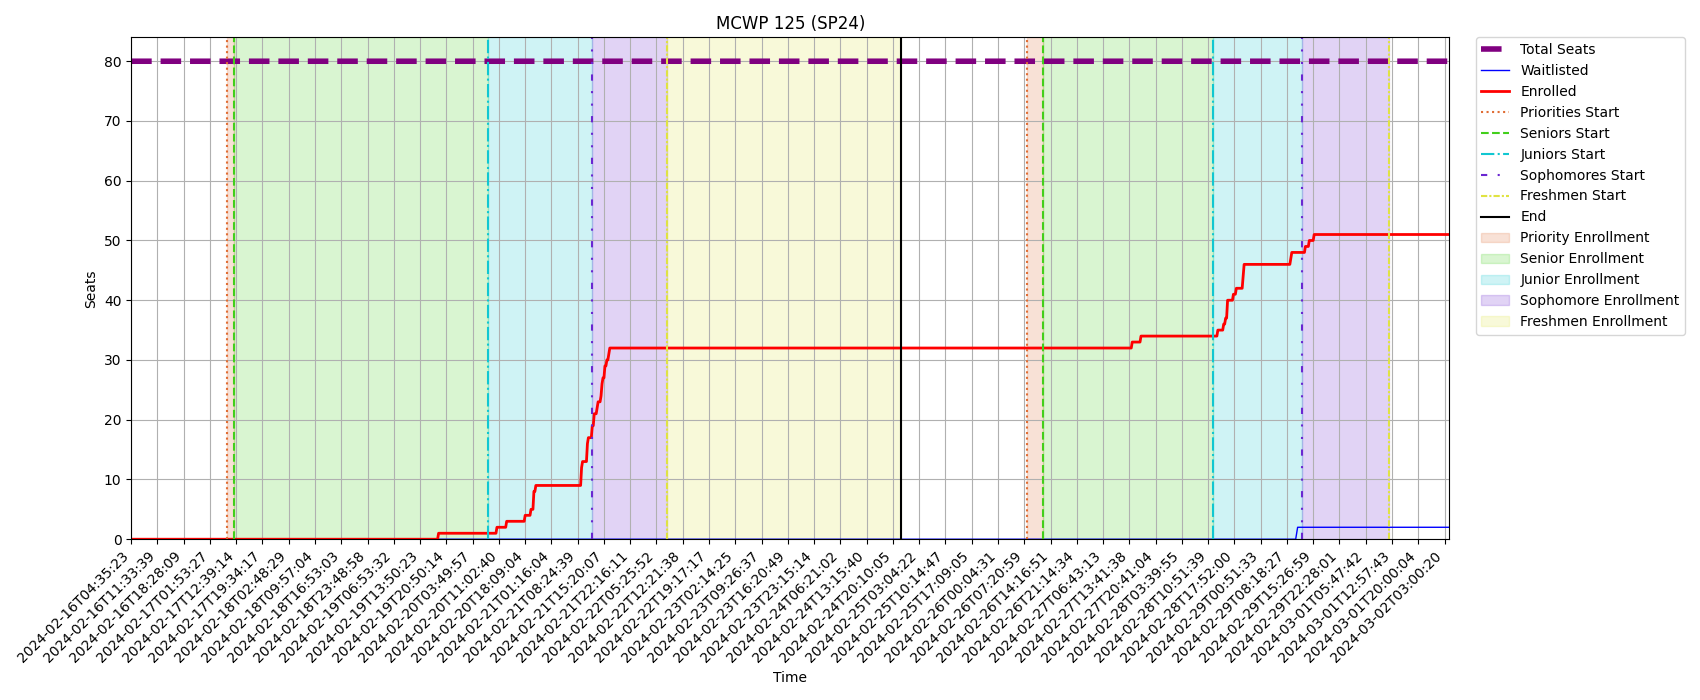 MCWP 125 (SP24)
Total Seats
Waitlisted
Enrolled
Priorities Start
Seniors Start
Juniors Start
Sophomores Start
Freshmen Start
End
Priority Enrollment
Senior Enrollment
Junior Enrollment
Sophomore Enrollment
Freshmen Enrollment
Seats
80
70
60
50
40
30
20
10
0
2024-02-16T04:35:23
2024-02-16T11:33:39
2024-02-16T18:28:09
2024-02-17T01:53:27
2024-02-17T12:39:14
2024-02-17T19:34:17
2024-02-18T02:48:29
2024-02-18T09:57:04
2024-02-18T16:53:03
2024-02-18T23:48:58
2024-02-19T06:53:32
2024-02-19T13:50:23
2024-02-19T20:50:14
2024-02-20T03:49:57
2024-02-20T11:02:40
2024-02-20T18:09:04
2024-02-21T01:16:04
2024-02-21T08:24:39
2024-02-21T15:20:07
2024-02-21T22:16:11
2024-02-22T05:25:52
2024-02-22T12:21:38
2024-02-22T19:17:17
2024-02-23T02:14:25
2024-02-23T09:26:37
2024-02-23T16:20:49
2024-02-23T23:15:14
2024-02-24T06:21:02
2024-02-24T13:15:40
2024-02-24T20:10:05
2024-02-25T03:04:22
2024-02-25T10:14:47
2024-02-25T17:09:05
2024-02-26T00:04:31
2024-02-26T07:20:59
2024-02-26T14:16:51
2024-02-26T21:14:34
2024-02-27T06:43:13
2024-02-27T13:41:38
2024-02-27T20:41:04
2024-02-28T03:39:55
2024-02-28T10:51:39
2024-02-28T17:52:00
2024-02-29T00:51:33
2024-02-29T08:18:27
2024-02-29T15:26:59
2024-02-29T22:28:01
2024-03-01T05:47:42
2024-03-01T12:57:43
2024-03-01T20:00:04
2024-03-02T03:00:20
Time